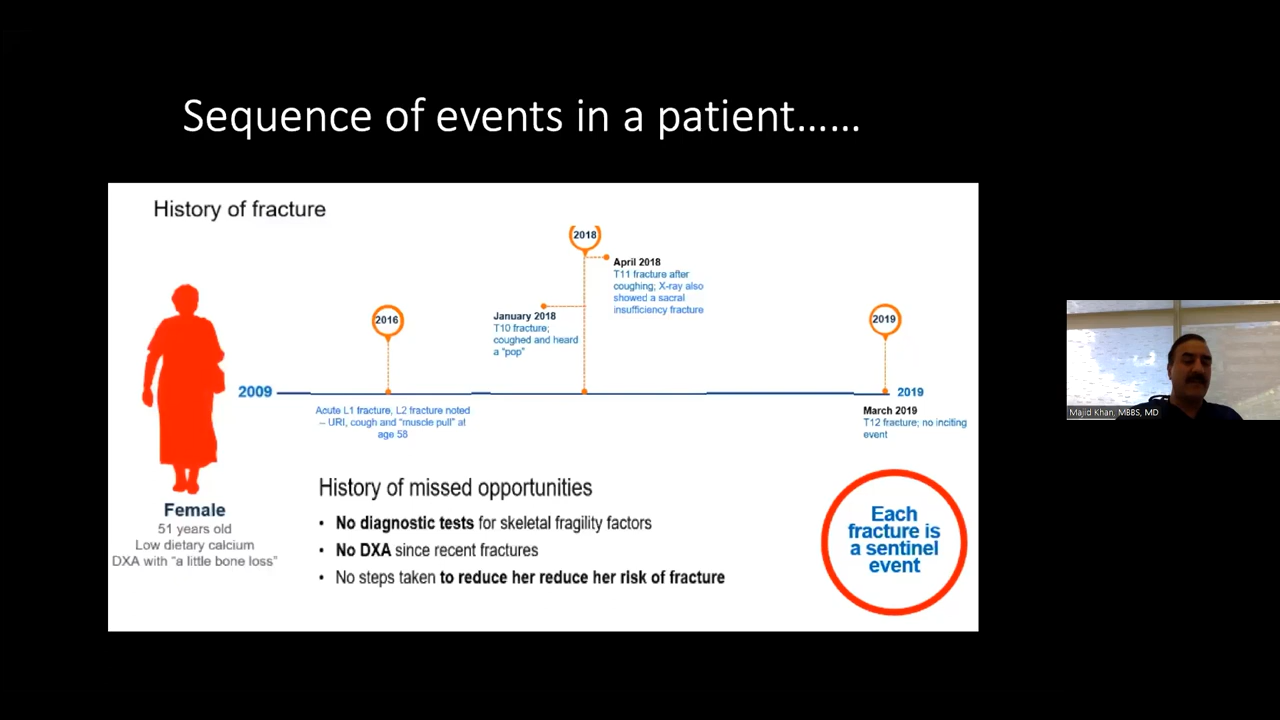 Sequence of events in a patient……
History of fracture
2018
April 2018
T11 fracture after
coughing; X-ray also
showed a sacral
insufficiency fracture
2016
January 2018
T10 fracture;
coughed and heard
a “pop”
2019
2009
2019
Acute L1 fracture, L2 fracture noted
– URI, cough and “muscle pull” at
age 58
March 2019
T12 fracture; no inciting
event
Female
51 years old
Low dietary calcium
DXA with “a little bone loss”
History of missed opportunities
• No diagnostic tests for skeletal fragility factors
• No DXA since recent fractures
• No steps taken to reduce her reduce her risk of fracture
Each
fracture is
a sentinel
event
Majid Khan, MBBS, MD